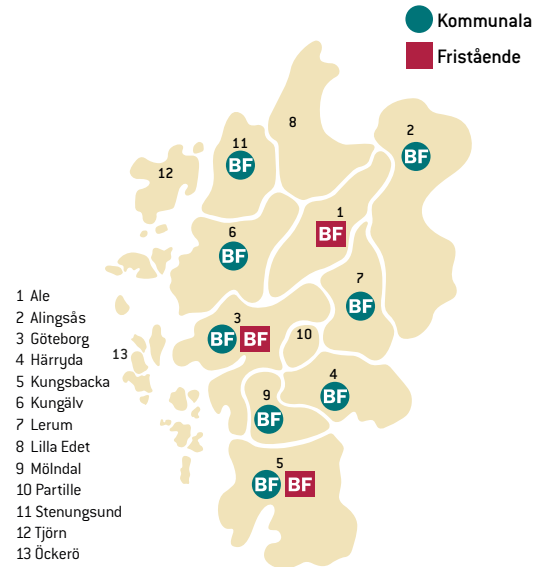 Kommunala
Fristående
8
2
11
BF
BF
12
1
6
BF
BF
7
1 Ale
2 Alingsås
3 Göteborg
4 Härryda
5 Kungsbacka
6 Kungälv
7 Lerum
8 Lilla Edet
9 Mölndal
10 Partille
11 Stenungsund
12 Tjörn
13 Öckerö
BF
3
BF BF
10
13
4
9
BF
BF
5
BF BF